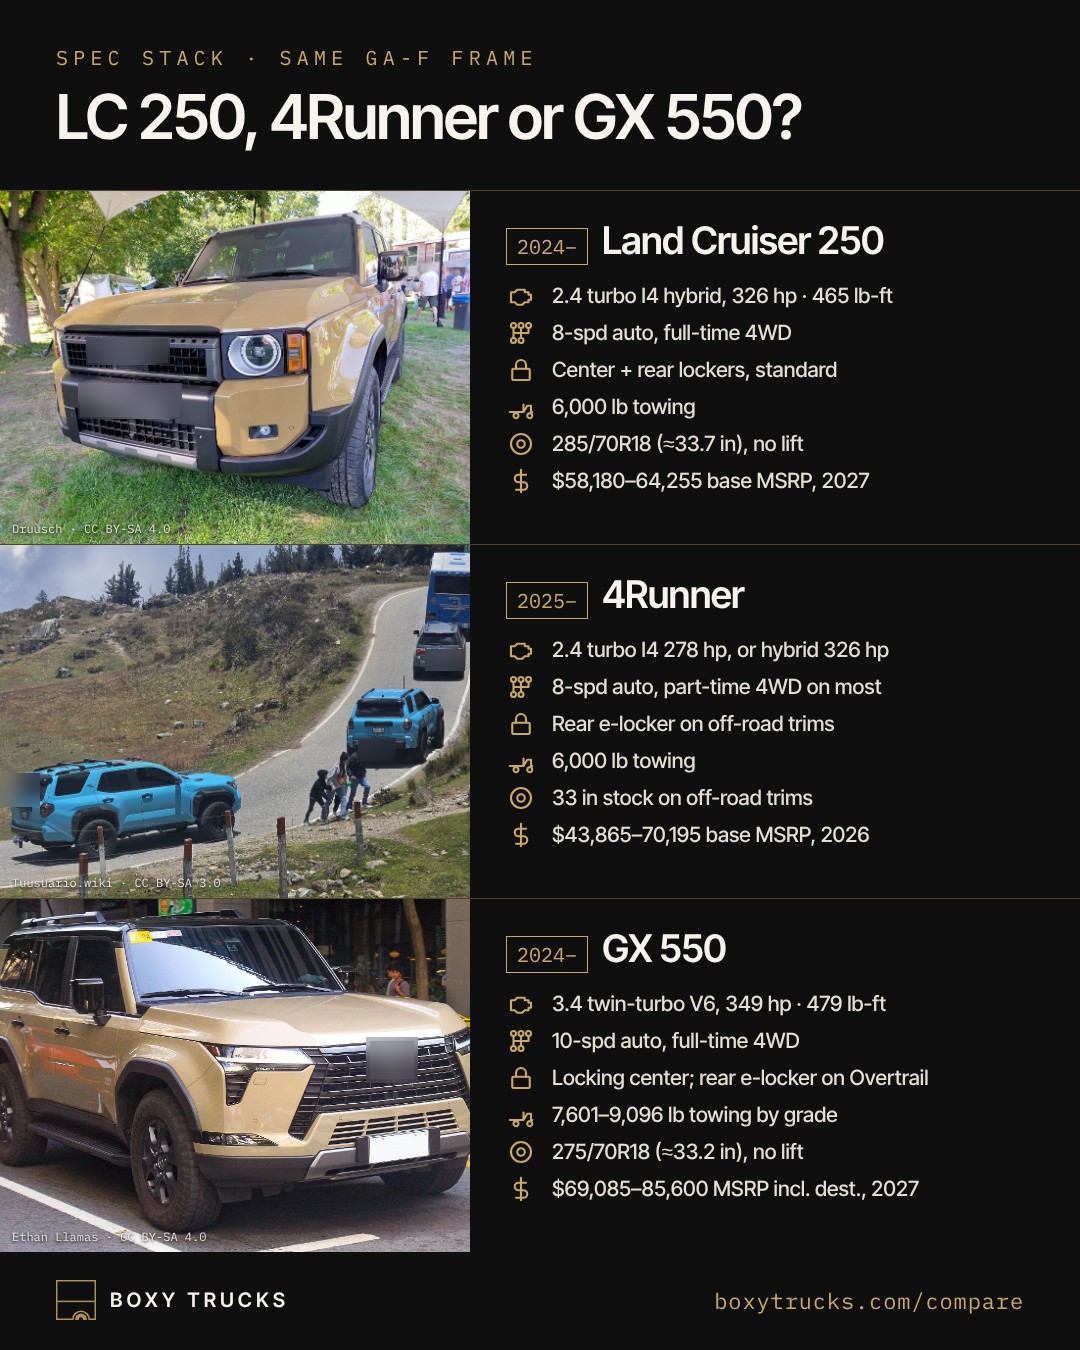 SPEC STACK · SAME GA-F FRAME
LC 250, 4Runner or GX 550?
2024– Land Cruiser 250
2.4 turbo I4 hybrid, 326 hp · 465 lb-ft
8-spd auto, full-time 4WD
Center + rear lockers, standard
6,000 lb towing
285/70R18 (≈33.7 in), no lift
$58,180–64,255 base MSRP, 2027
Druusch · CC BY-SA 4.0
2025– 4Runner
2.4 turbo I4 278 hp, or hybrid 326 hp
8-spd auto, part-time 4WD on most
Rear e-locker on off-road trims
6,000 lb towing
33 in stock on off-road trims
$43,865–70,195 base MSRP, 2026
Tuusuario.wiki · CC BY-SA 3.0
2024– GX 550
3.4 twin-turbo V6, 349 hp · 479 lb-ft
10-spd auto, full-time 4WD
Locking center; rear e-locker on Overtrail
7,601–9,096 lb towing by grade
275/70R18 (≈33.2 in), no lift
$69,085–85,600 MSRP incl. dest., 2027
Ethan Llamas · CC BY-SA 4.0
BOXY TRUCKS
boxytrucks.com/compare